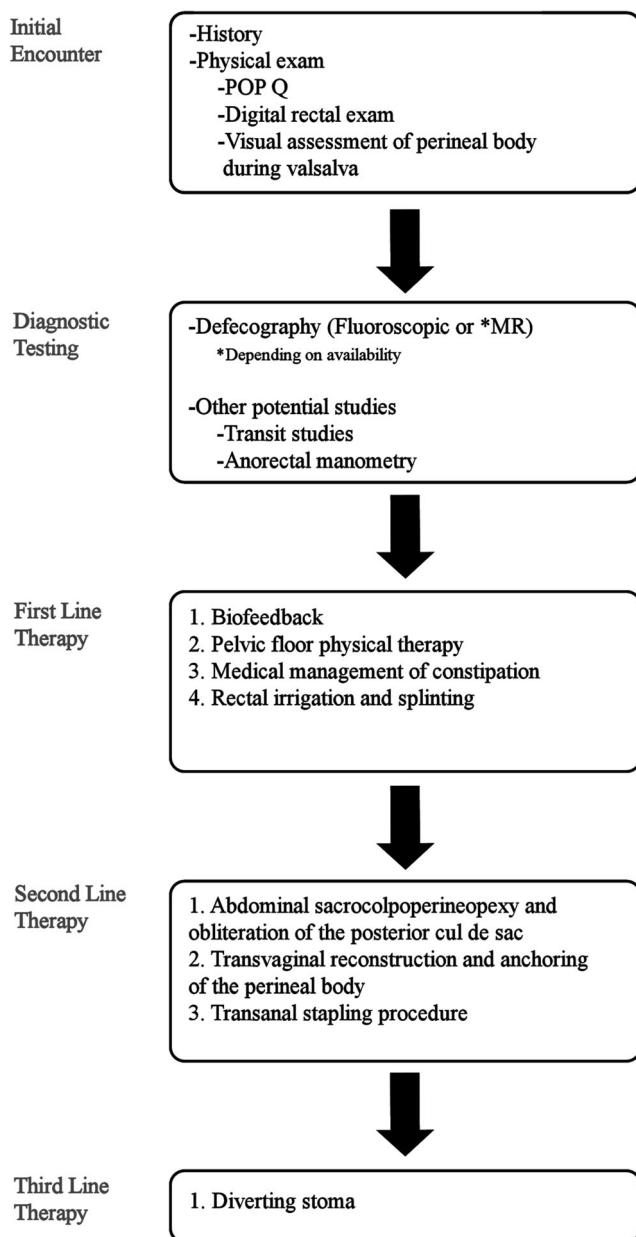 Initial
Encounter
-History
-Physical exam
-POP Q
-Digital rectal exam
-Visual assessment of perineal body
during valsalva
Diagnostic
Testing
-Defecography (Fluoroscopic or *MR)
*Depending on availability
-Other potential studies
-Transit studies
-Anorectal manometry
First Line
Therapy
1. Biofeedback
2. Pelvic floor physical therapy
3. Medical management of constipation
4. Rectal irrigation and splinting
Second Line
Therapy
1. Abdominal sacrocolpoperineopexy and
obliteration of the posterior cul de sac
2. Transvaginal reconstruction and anchoring
of the perineal body
3. Transanal stapling procedure
Third Line
Therapy
1. Diverting stoma